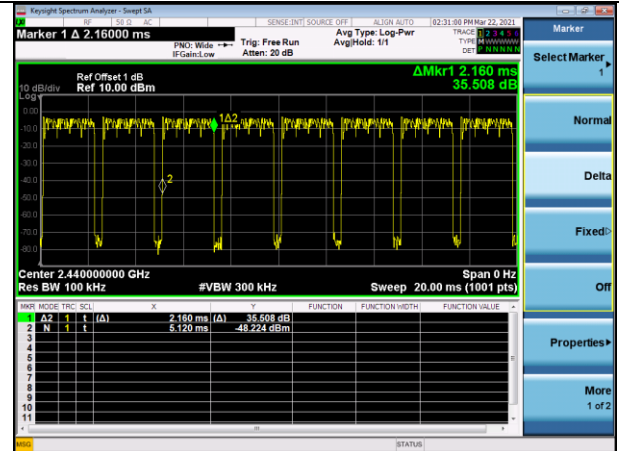 Keysight Spectrum Analyzer - Swept SA
RF 50 Ω AC SENSE:INT SOURCE OFF ALIGN AUTO 02:31:00 PM Mar 22, 2021
Marker 1 Δ 2.16000 ms
PNO: Wide
IFGain:Low
Trig: Free Run
Atten: 20 dB
Avg Type: Log-Pwr
Avg|Hold: 1/1
TRACE 1 2 3 4 5 6
TYPE MWWWWW
DET P N N N N N
ΔMkr1 2.160 ms
35.508 dB
Ref Offset 1 dB
10 dB/div Ref 10.00 dBm
Log
0.00
-10.0
-20.0
-30.0
-40.0
-50.0
-60.0
-70.0
-80.0
1Δ2
2
Center 2.440000000 GHz Span 0 Hz
Res BW 100 kHz #VBW 300 kHz Sweep 20.00 ms (1001 pts)
MKR MODE TRC SCL X Y FUNCTION FUNCTION WIDTH FUNCTION VALUE
1 Δ2 1 t (Δ) 2.160 ms (Δ) 35.508 dB
2 N 1 t 5.120 ms -48.224 dBm
3
4
5
6
7
8
9
10
11
MSG STATUS
Marker
Select Marker
1
Normal
Delta
Fixed
Off
Properties
More
1 of 2